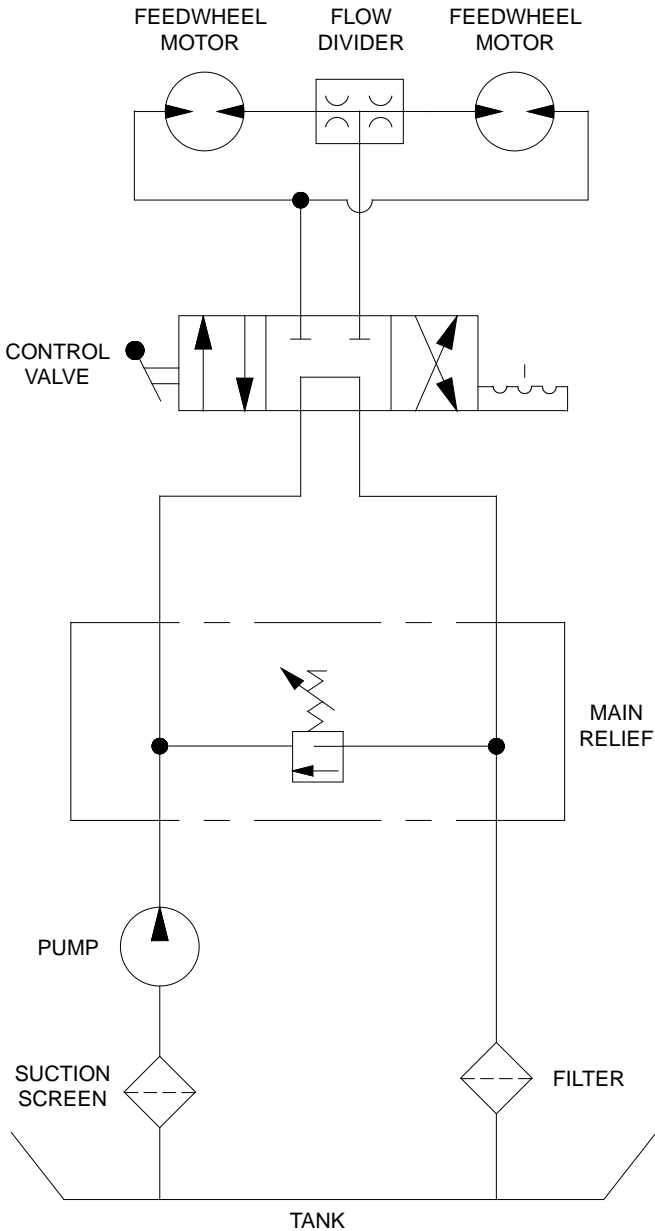 FEEDWHEEL
MOTOR
FLOW
DIVIDER
FEEDWHEEL
MOTOR
CONTROL
VALVE
MAIN
RELIEF
PUMP
SUCTION
SCREEN
FILTER
TANK